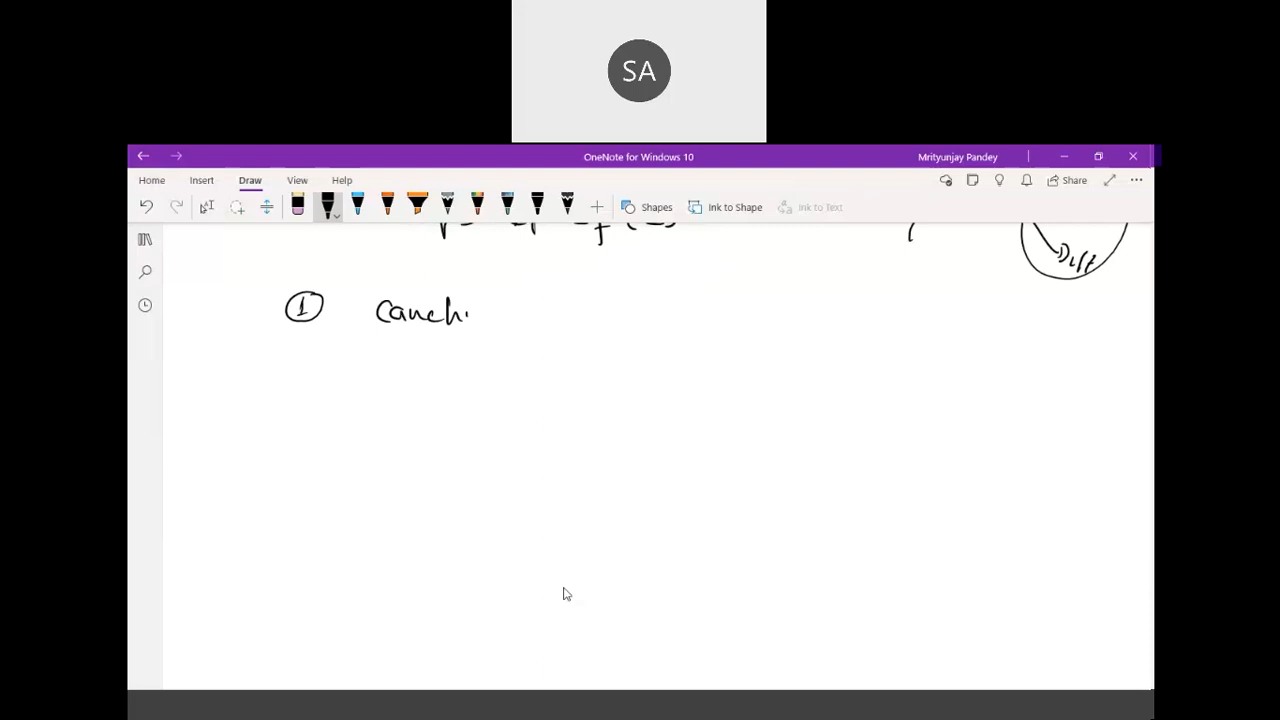 SA
OneNote for Windows 10
Mrityunjay Pandey
Home Insert Draw View Help
Share
Shapes Ink to Shape Ink to Text
Diff
① Cauch